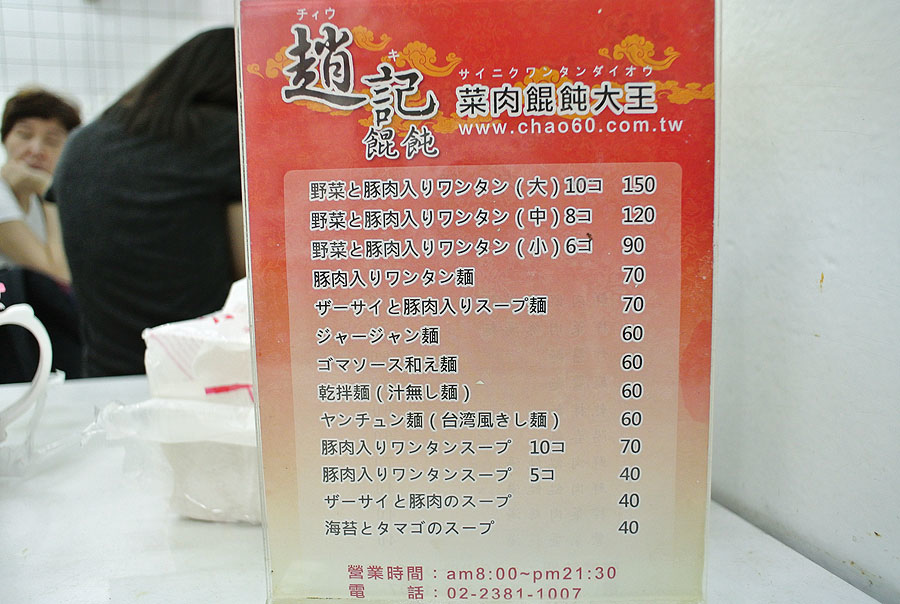 チィウ
趙
キ
記
餛飩
サイニクワンタンダイオウ
菜肉餛飩大王
www.chao60.com.tw
野菜と豚肉入りワンタン(大)10コ 150
野菜と豚肉入りワンタン(中)8コ 120
野菜と豚肉入りワンタン(小)6コ 90
豚肉入りワンタン麺 70
ザーサイと豚肉入りスープ麺 70
ジャージャン麺 60
ゴマソース和え麺 60
乾拌麺(汁無し麺) 60
ヤンチュン麺(台湾風きし麺) 60
豚肉入りワンタンスープ 10コ 70
豚肉入りワンタンスープ 5コ 40
ザーサイと豚肉のスープ 40
海苔とタマゴのスープ 40
營業時間：am8:00~pm21:30
電話：02-2381-1007